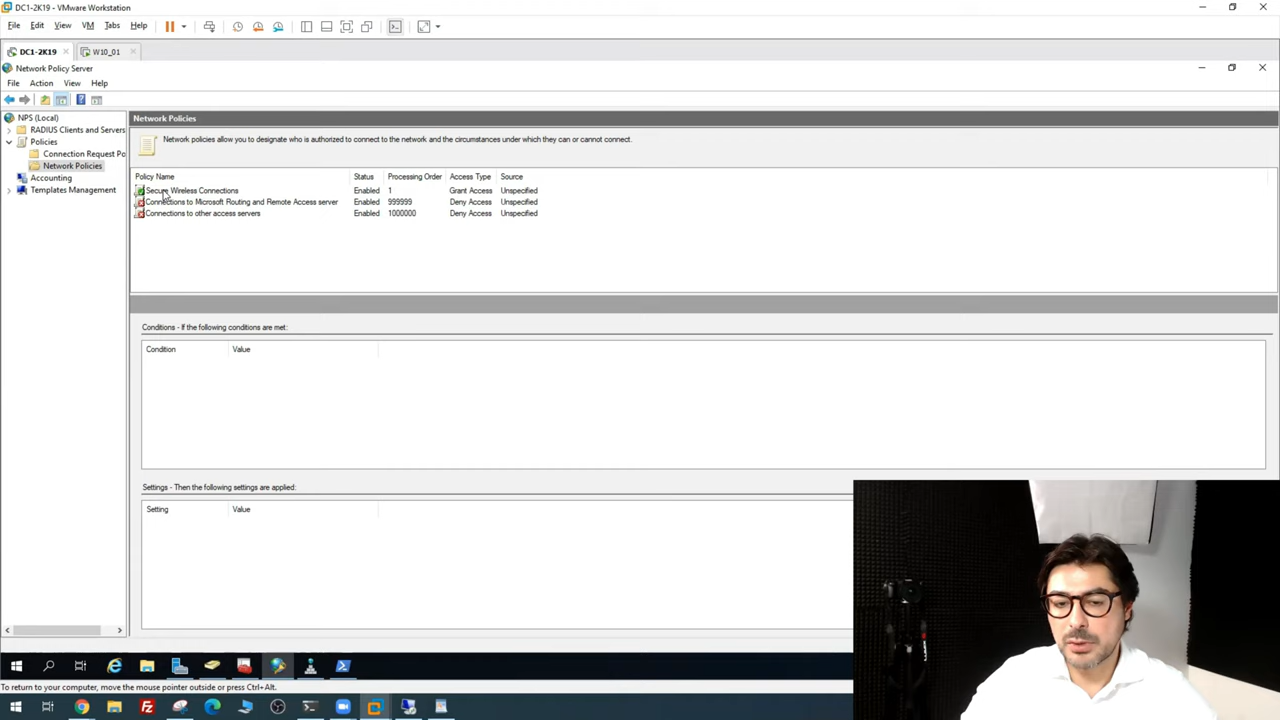 DC1-2K19 - VMware Workstation
File Edit View VM Tabs Help
DC1-2K19 W10_01
Network Policy Server
File Action View Help
NPS (Local)
RADIUS Clients and Servers
Policies
Connection Request Po
Network Policies
Accounting
Templates Management
Network Policies
Network policies allow you to designate who is authorized to connect to the network and the circumstances under which they can or cannot connect.
Policy Name Status Processing Order Access Type Source
Secure Wireless Connections Enabled 1 Grant Access Unspecified
Connections to Microsoft Routing and Remote Access server Enabled 999999 Deny Access Unspecified
Connections to other access servers Enabled 1000000 Deny Access Unspecified
Conditions - If the following conditions are met:
Condition Value
Settings - Then the following settings are applied:
Setting Value
To return to your computer, move the mouse pointer outside or press Ctrl+Alt.